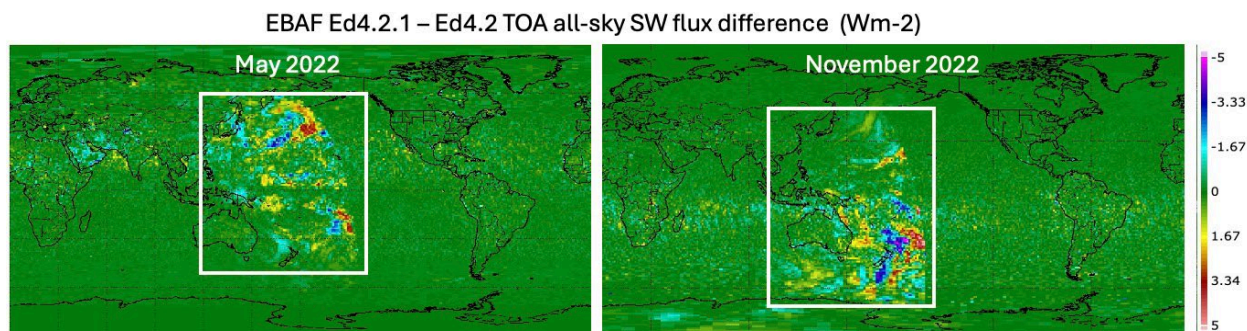 EBAF Ed4.2.1 – Ed4.2 TOA all-sky SW flux difference (Wm-2)
May 2022
November 2022
-5
-3.33
-1.67
0
1.67
3.34
5